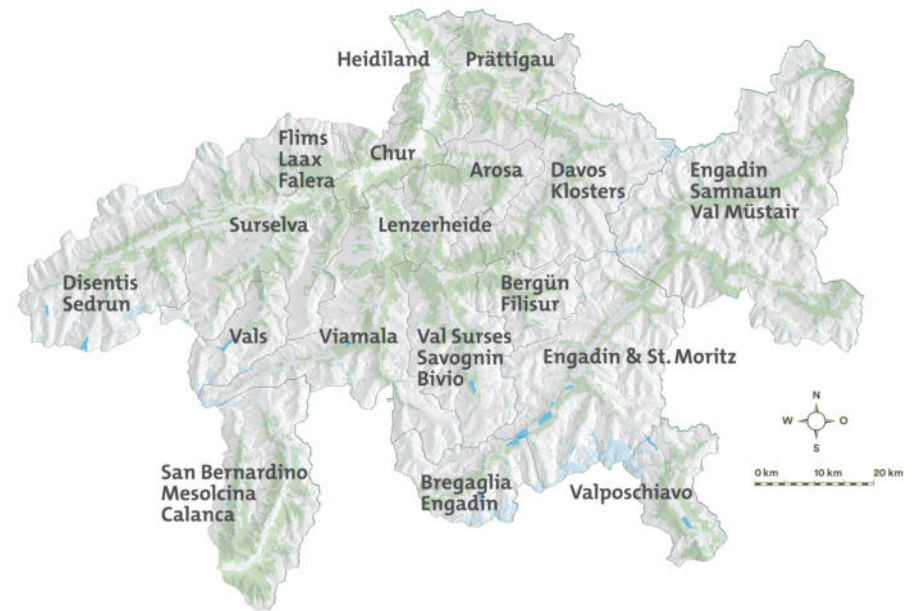 Heidiland
Prättigau
Flims
Laax
Falera
Chur
Arosa
Davos
Klosters
Engadin
Samnaun
Val Müstair
Surselva
Lenzerheide
Disentis
Sedrun
Bergün
Filisur
Vals
Viamala
Val Surses
Savognin
Bivio
Engadin & St. Moritz
N
W
O
S
0 km
10 km
20 km
San Bernardino
Mesolcina
Calanca
Bregaglia
Engadin
Valposchiavo